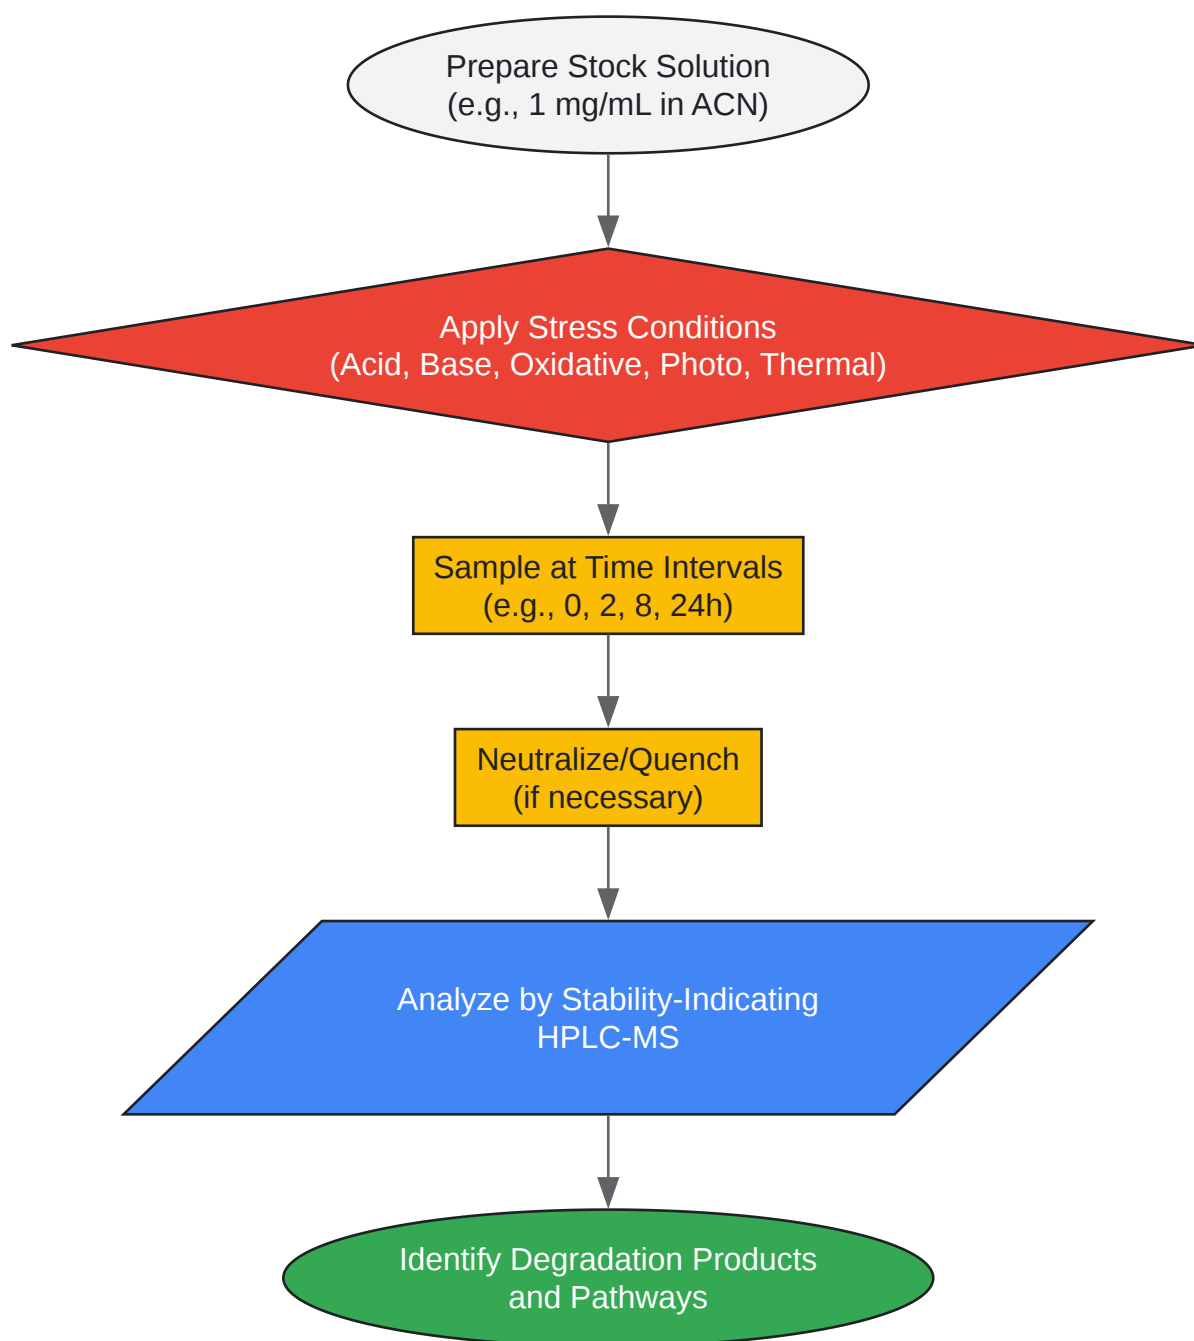 Prepare Stock Solution
(e.g., 1 mg/mL in ACN)
Apply Stress Conditions
(Acid, Base, Oxidative, Photo, Thermal)
Sample at Time Intervals
(e.g., 0, 2, 8, 24h)
Neutralize/Quench
(if necessary)
Analyze by Stability-Indicating
HPLC-MS
Identify Degradation Products
and Pathways